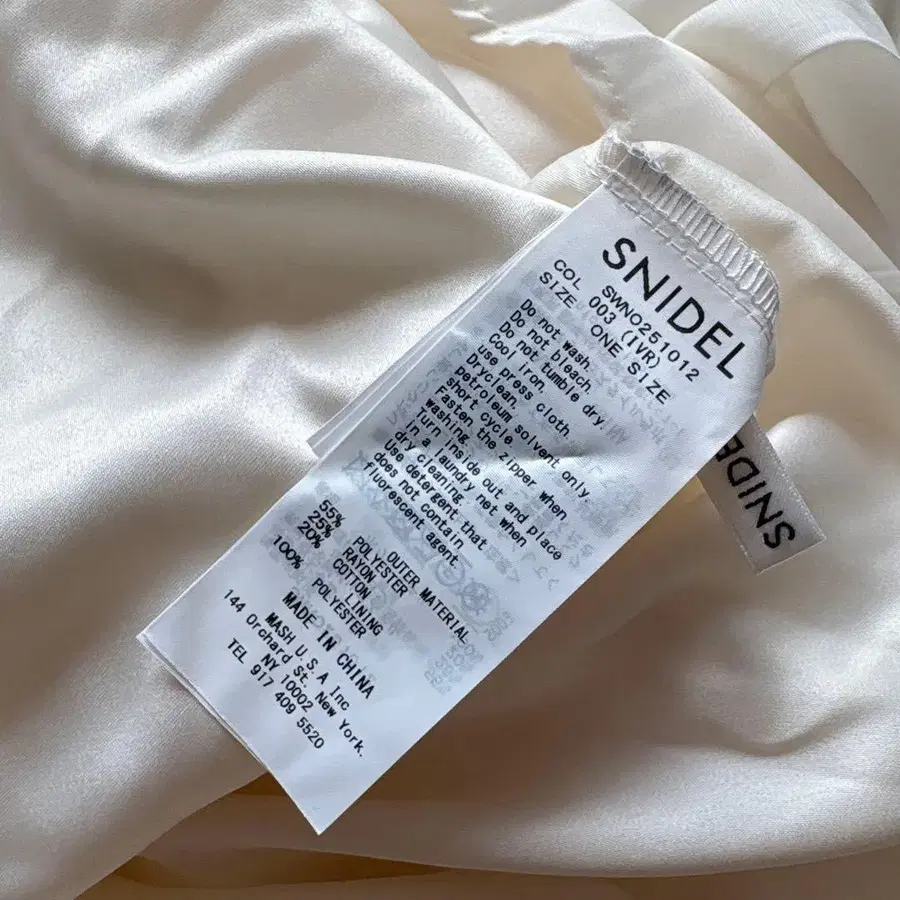 SNIDEL
SWNO251012
COL 003 (IVR)
SIZE ONE SIZE
Do not wash.
Do not bleach.
Do not tumble dry.
Cool Iron.
use press cloth.
Dryclean.
petroleum solvent only.
short cycle.
Fasten the zipper when
washing.
Turn inside out and place
in a laundry net when
dry cleaning.
Use detergent that
does not contain
fluorescent agent.
OUTER MATERIAL
55% POLYESTER
25% RAYON
20% COTTON
LINING
100% POLYESTER
MADE IN CHINA
MASH U.S.A Inc
144 Orchard St. New York.
NY 10002
TEL 917 409 5520
SNIDE